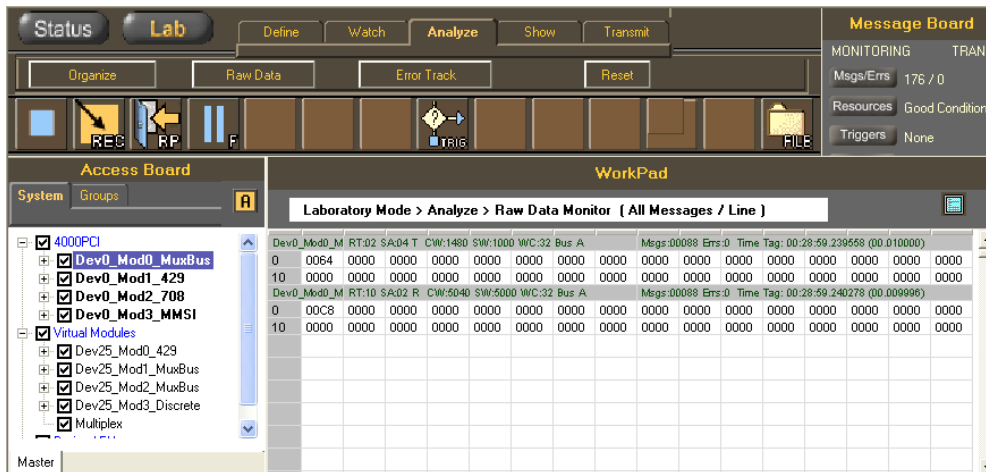 Status Lab Define Watch Analyze Show Transmit Message Board
MONITORING TRAN
Organize Raw Data Error Track Reset Msgs/Errs 176 / 0
Resources Good Condition
REC RP F TRIG FILE Triggers None
Access Board WorkPad
System Groups A
Laboratory Mode > Analyze > Raw Data Monitor ( All Messages / Line )
4000PCI
Dev0_Mod0_MuxBus
Dev0_Mod1_429
Dev0_Mod2_708
Dev0_Mod3_MMSI
Virtual Modules
Dev25_Mod0_429
Dev25_Mod1_MuxBus
Dev25_Mod2_MuxBus
Dev25_Mod3_Discrete
Multiplex
Master
Dev0_Mod0_M RT:02 SA:04 T CW:1480 SW:1000 WC:32 Bus A Msgs:00088 Errs:0 Time Tag: 00:28:59.239558 (00.010000)
0 0064 0000 0000 0000 0000 0000 0000 0000 0000 0000 0000 0000 0000 0000 0000 0000
10 0000 0000 0000 0000 0000 0000 0000 0000 0000 0000 0000 0000 0000 0000 0000 0000
Dev0_Mod0_M RT:10 SA:02 R CW:5040 SW:5000 WC:32 Bus A Msgs:00088 Errs:0 Time Tag: 00:28:59.240278 (00.009996)
0 00C8 0000 0000 0000 0000 0000 0000 0000 0000 0000 0000 0000 0000 0000 0000 0000
10 0000 0000 0000 0000 0000 0000 0000 0000 0000 0000 0000 0000 0000 0000 0000 0000